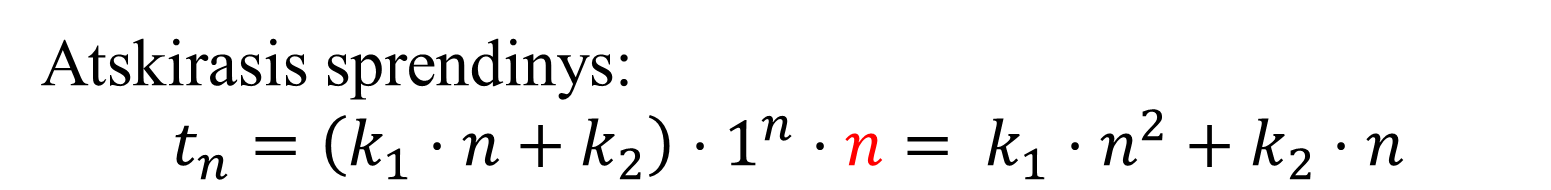 Atskirasis sprendinys:
tₙ = (k₁ · n + k₂) · 1ⁿ · n = k₁ · n² + k₂ · n